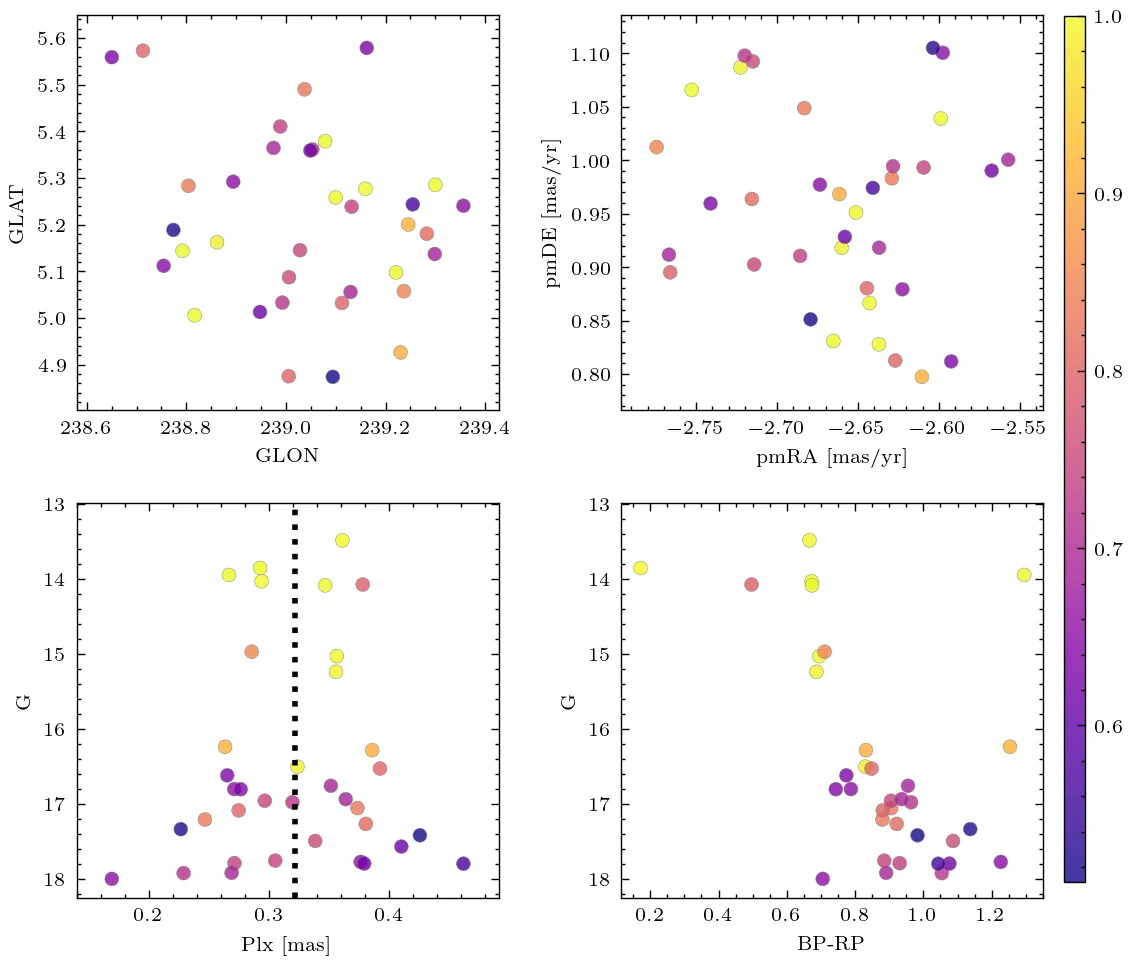 5.6
5.5
5.4
5.3
5.2
5.1
5.0
4.9
GLAT
238.6 238.8 239.0 239.2 239.4
GLON
1.10
1.05
1.00
0.95
0.90
0.85
0.80
pmDE [mas/yr]
−2.75 −2.70 −2.65 −2.60 −2.55
pmRA [mas/yr]
1.0
0.9
0.8
0.7
0.6
13
14
15
16
17
18
G
0.2 0.3 0.4
Plx [mas]
13
14
15
16
17
18
G
0.2 0.4 0.6 0.8 1.0 1.2
BP-RP